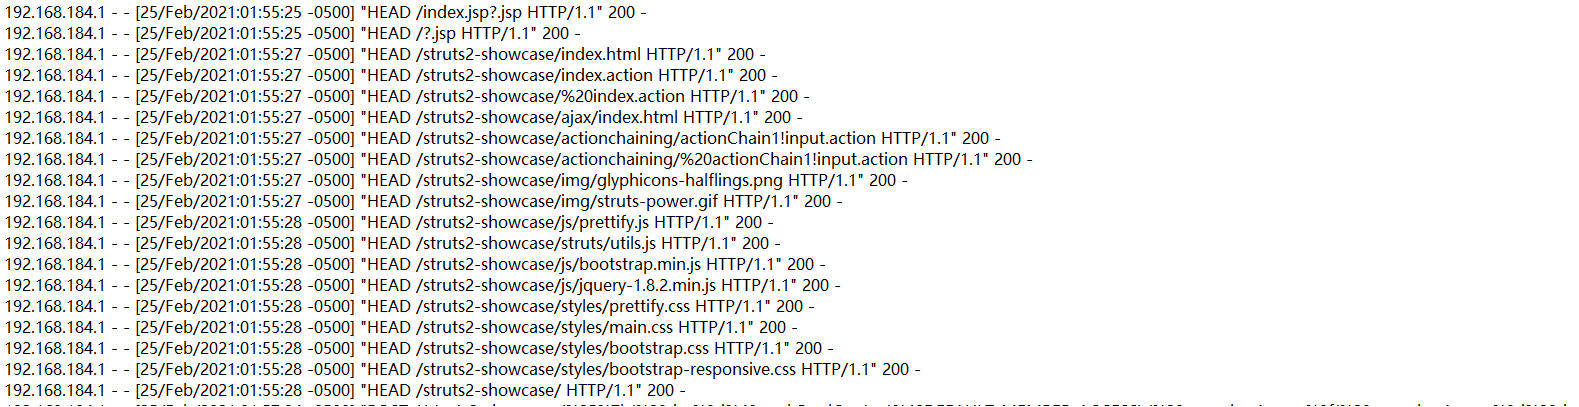 192.168.184.1 - - [25/Feb/2021:01:55:25 -0500] "HEAD /index.jsp?.jsp HTTP/1.1" 200 -
192.168.184.1 - - [25/Feb/2021:01:55:25 -0500] "HEAD /?.jsp HTTP/1.1" 200 -
192.168.184.1 - - [25/Feb/2021:01:55:27 -0500] "HEAD /struts2-showcase/index.html HTTP/1.1" 200 -
192.168.184.1 - - [25/Feb/2021:01:55:27 -0500] "HEAD /struts2-showcase/index.action HTTP/1.1" 200 -
192.168.184.1 - - [25/Feb/2021:01:55:27 -0500] "HEAD /struts2-showcase/%20index.action HTTP/1.1" 200 -
192.168.184.1 - - [25/Feb/2021:01:55:27 -0500] "HEAD /struts2-showcase/ajax/index.html HTTP/1.1" 200 -
192.168.184.1 - - [25/Feb/2021:01:55:27 -0500] "HEAD /struts2-showcase/actionchaining/actionChain1!input.action HTTP/1.1" 200 -
192.168.184.1 - - [25/Feb/2021:01:55:27 -0500] "HEAD /struts2-showcase/actionchaining/%20actionChain1!input.action HTTP/1.1" 200 -
192.168.184.1 - - [25/Feb/2021:01:55:27 -0500] "HEAD /struts2-showcase/img/glyphicons-halflings.png HTTP/1.1" 200 -
192.168.184.1 - - [25/Feb/2021:01:55:27 -0500] "HEAD /struts2-showcase/img/struts-power.gif HTTP/1.1" 200 -
192.168.184.1 - - [25/Feb/2021:01:55:28 -0500] "HEAD /struts2-showcase/js/prettify.js HTTP/1.1" 200 -
192.168.184.1 - - [25/Feb/2021:01:55:28 -0500] "HEAD /struts2-showcase/struts/utils.js HTTP/1.1" 200 -
192.168.184.1 - - [25/Feb/2021:01:55:28 -0500] "HEAD /struts2-showcase/js/bootstrap.min.js HTTP/1.1" 200 -
192.168.184.1 - - [25/Feb/2021:01:55:28 -0500] "HEAD /struts2-showcase/js/jquery-1.8.2.min.js HTTP/1.1" 200 -
192.168.184.1 - - [25/Feb/2021:01:55:28 -0500] "HEAD /struts2-showcase/styles/prettify.css HTTP/1.1" 200 -
192.168.184.1 - - [25/Feb/2021:01:55:28 -0500] "HEAD /struts2-showcase/styles/main.css HTTP/1.1" 200 -
192.168.184.1 - - [25/Feb/2021:01:55:28 -0500] "HEAD /struts2-showcase/styles/bootstrap.css HTTP/1.1" 200 -
192.168.184.1 - - [25/Feb/2021:01:55:28 -0500] "HEAD /struts2-showcase/styles/bootstrap-responsive.css HTTP/1.1" 200 -
192.168.184.1 - - [25/Feb/2021:01:55:28 -0500] "HEAD /struts2-showcase/ HTTP/1.1" 200 -